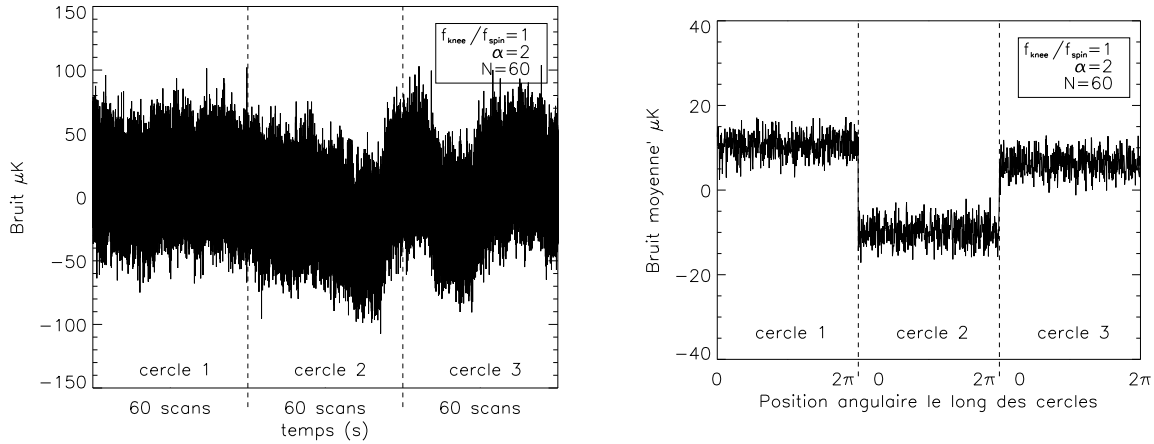 150
100
50
0
−50
−100
−150
Bruit μK
f_knee / f_spin = 1
α=2
N=60
cercle 1
cercle 2
cercle 3
60 scans
60 scans
60 scans
temps (s)
40
20
0
−20
−40
Bruit moyenne' μK
f_knee / f_spin = 1
α=2
N=60
cercle 1
cercle 2
cercle 3
0 2π 0 2π 0 2π
Position angulaire le long des cercles